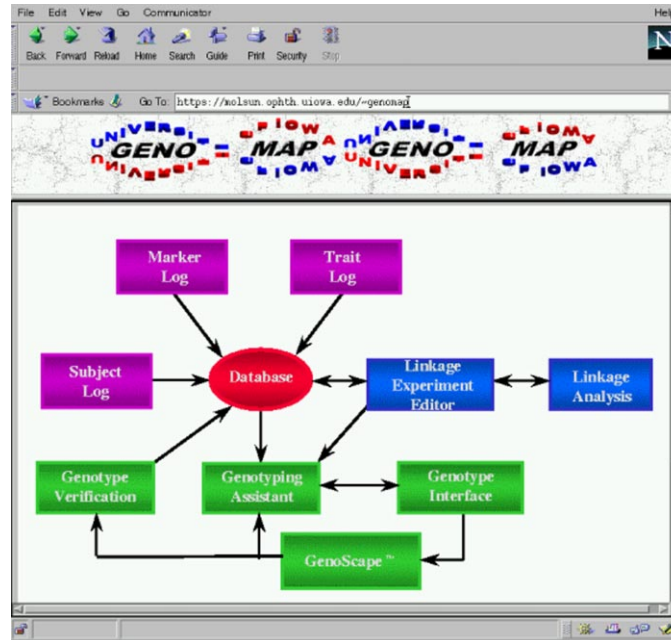 File Edit View Go Communicator Help
Back Forward Reload Home Search Guide Print Security Stop
N
Bookmarks Go To: https://molsun.ophth.uiowa.edu/~genomap
GENO MAP GENO MAP
Marker
Log
Trait
Log
Subject
Log
Database
Linkage
Experiment
Editor
Linkage
Analysis
Genotype
Verification
Genotyping
Assistant
Genotype
Interface
GenoScape™